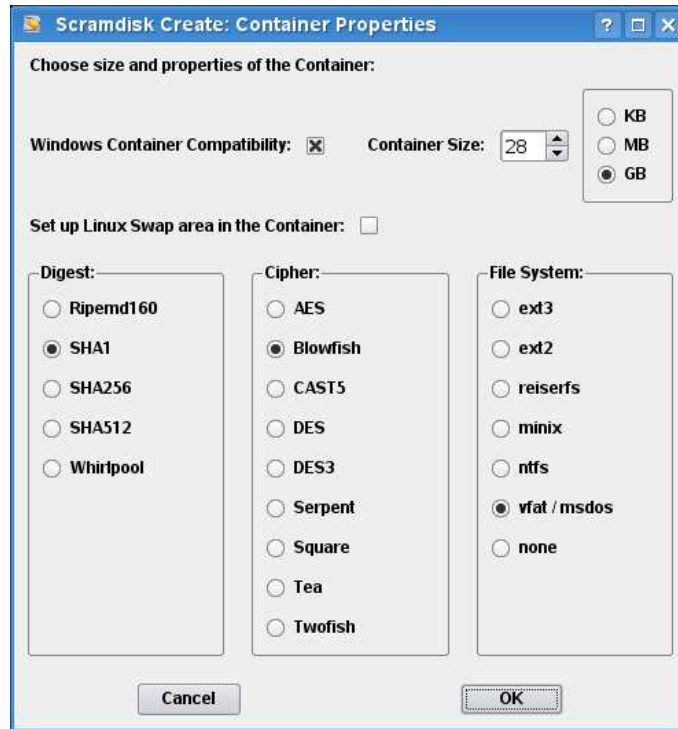 Scramdisk Create: Container Properties
Choose size and properties of the Container:
Windows Container Compatibility:
Container Size:
28
KB
MB
GB
Set up Linux Swap area in the Container:
Digest:
Ripemd160
SHA1
SHA256
SHA512
Whirlpool
Cipher:
AES
Blowfish
CAST5
DES
DES3
Serpent
Square
Tea
Twofish
File System:
ext3
ext2
reiserfs
minix
ntfs
vfat / msdos
none
Cancel
OK